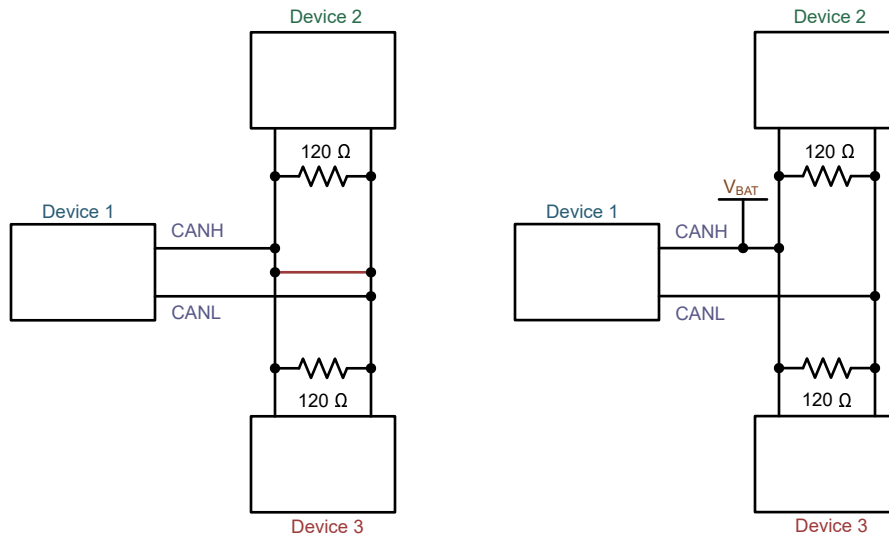 Device 2
120 Ω
Device 1
CANH
CANL
120 Ω
Device 3
Device 2
120 Ω
V_BAT
Device 1
CANH
CANL
120 Ω
Device 3